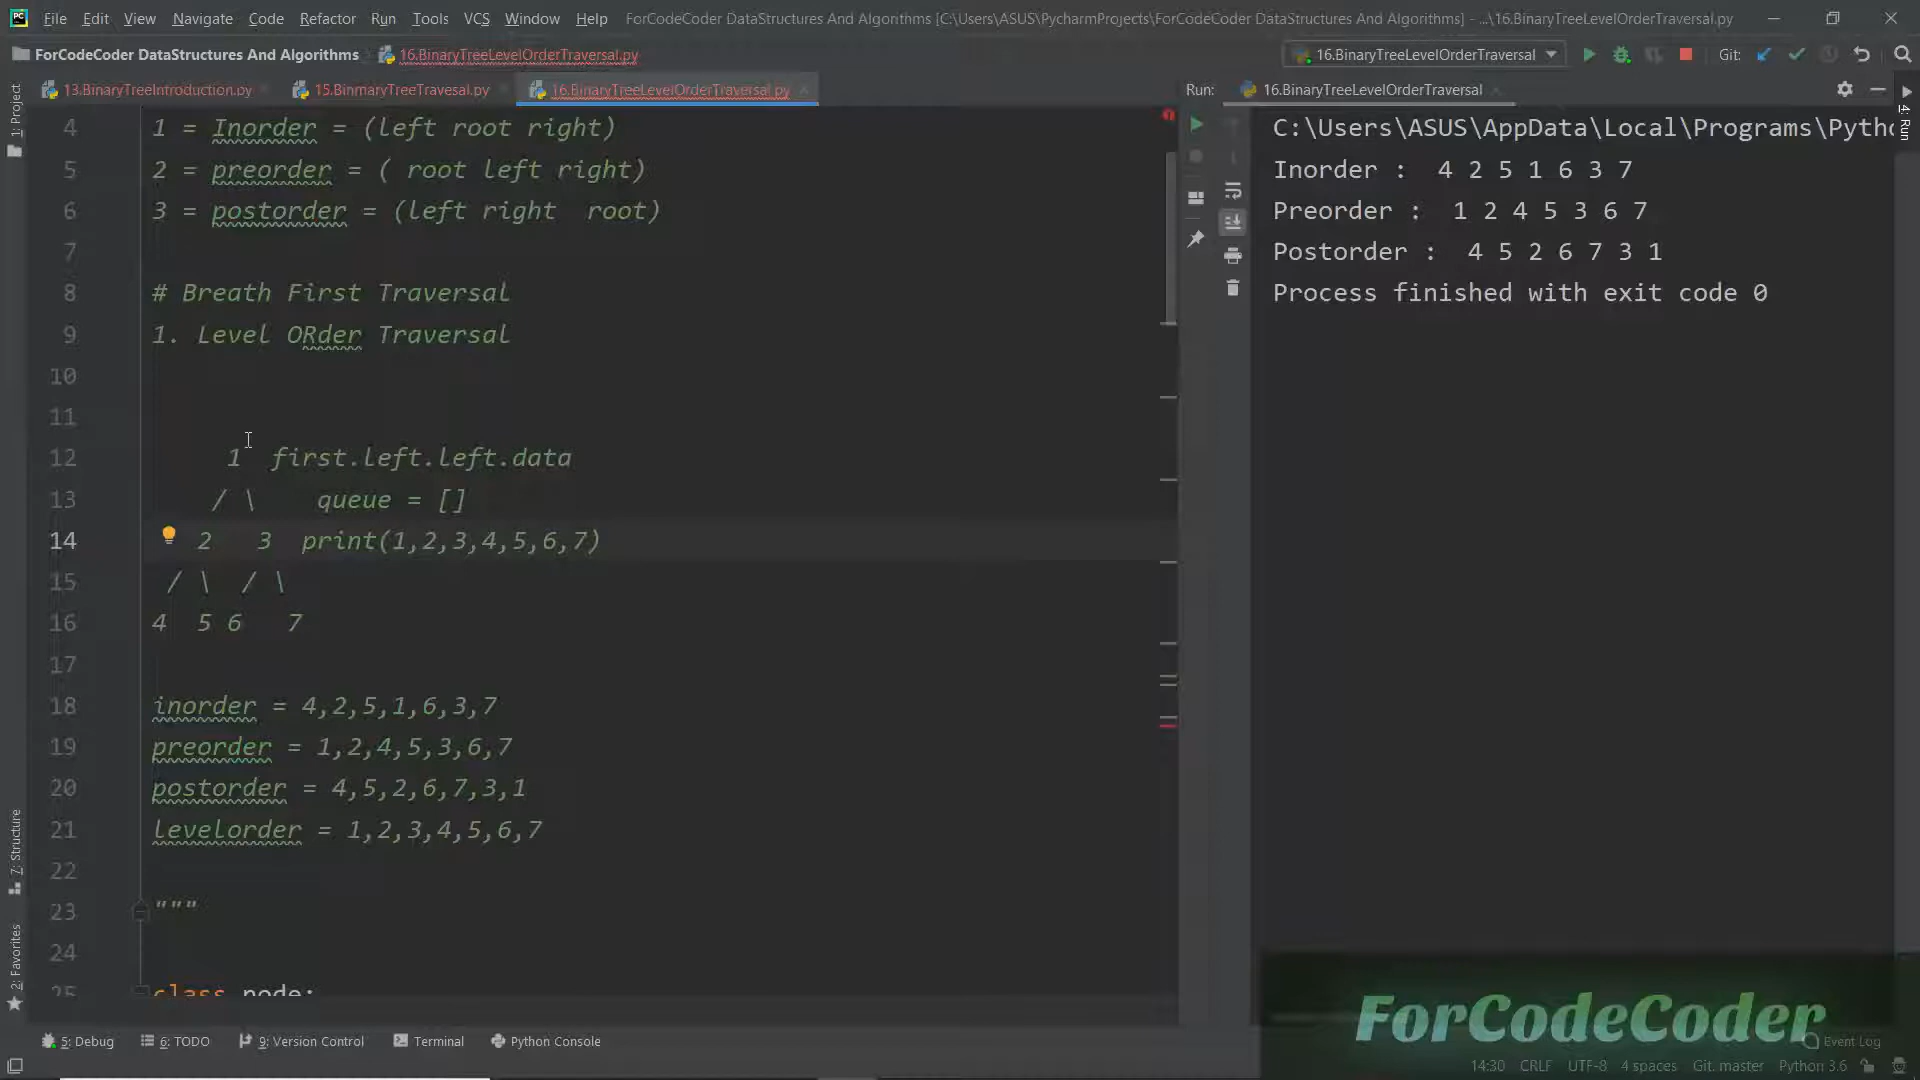 File Edit View Navigate Code Refactor Run Tools VCS Window Help ForCodeCoder DataStructures And Algorithms [C:\Users\ASUS\PycharmProjects\ForCodeCoder DataStructures And Algorithms] - ...\16.BinaryTreeLevelOrderTraversal.py
ForCodeCoder DataStructures And Algorithms 16.BinaryTreeLevelOrderTraversal.py 16.BinaryTreeLevelOrderTraversal Git:
13.BinaryTreeIntroduction.py 15.BinmaryTreeTravesal.py 16.BinaryTreeLevelOrderTraversal.py
Run: 16.BinaryTreeLevelOrderTraversal
1: Project
7: Structure
2: Favorites
4: Run
4 1 = Inorder = (left root right)
5 2 = preorder = ( root left right)
6 3 = postorder = (left right  root)
7
8 # Breath First Traversal
9 1. Level ORder Traversal
10
11
12 1  first.left.left.data
13 / \    queue = []
14 2   3  print(1,2,3,4,5,6,7)
15 / \  / \
16 4  5 6   7
17
18 inorder = 4,2,5,1,6,3,7
19 preorder = 1,2,4,5,3,6,7
20 postorder = 4,5,2,6,7,3,1
21 levelorder = 1,2,3,4,5,6,7
22
23 """
24
25 class node:
C:\Users\ASUS\AppData\Local\Programs\Pytho
Inorder :  4 2 5 1 6 3 7
Preorder :  1 2 4 5 3 6 7
Postorder :  4 5 2 6 7 3 1
Process finished with exit code 0
ForCodeCoder
5: Debug 6: TODO 9: Version Control Terminal Python Console Event Log
14:30 CRLF UTF-8 4 spaces Git: master Python 3.6